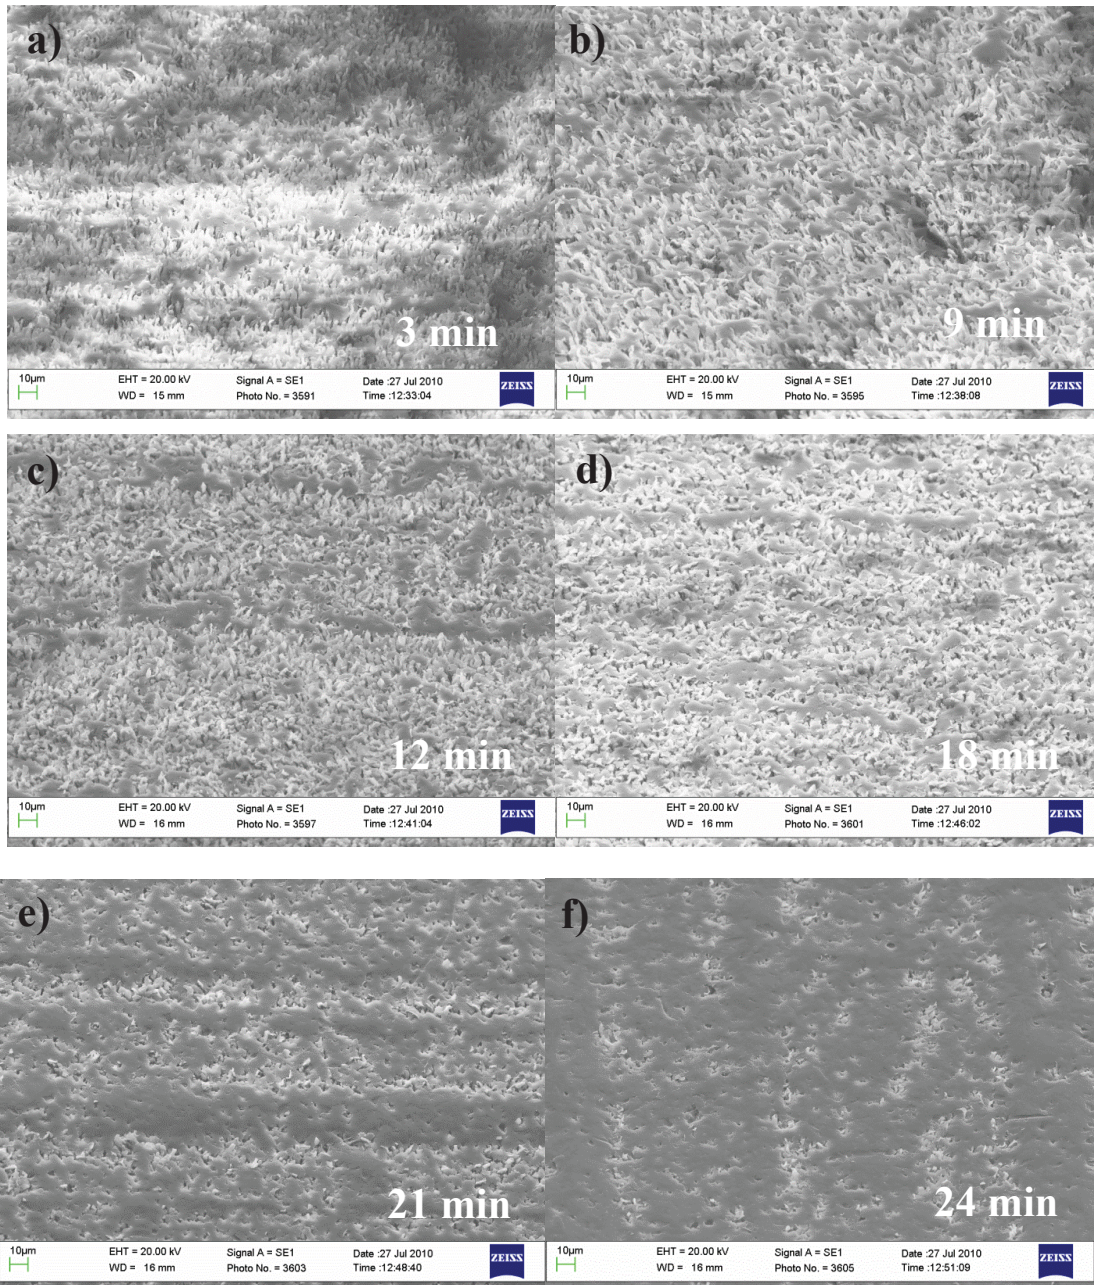 a)
3 min
10µm
EHT = 20.00 kV
WD = 15 mm
Signal A = SE1
Photo No. = 3591
Date :27 Jul 2010
Time :12:33:04
ZEISS
b)
9 min
10µm
EHT = 20.00 kV
WD = 15 mm
Signal A = SE1
Photo No. = 3595
Date :27 Jul 2010
Time :12:38:08
ZEISS
c)
12 min
10µm
EHT = 20.00 kV
WD = 16 mm
Signal A = SE1
Photo No. = 3597
Date :27 Jul 2010
Time :12:41:04
ZEISS
d)
18 min
10µm
EHT = 20.00 kV
WD = 16 mm
Signal A = SE1
Photo No. = 3601
Date :27 Jul 2010
Time :12:46:02
ZEISS
e)
21 min
10µm
EHT = 20.00 kV
WD = 16 mm
Signal A = SE1
Photo No. = 3603
Date :27 Jul 2010
Time :12:48:40
ZEISS
f)
24 min
10µm
EHT = 20.00 kV
WD = 16 mm
Signal A = SE1
Photo No. = 3605
Date :27 Jul 2010
Time :12:51:09
ZEISS